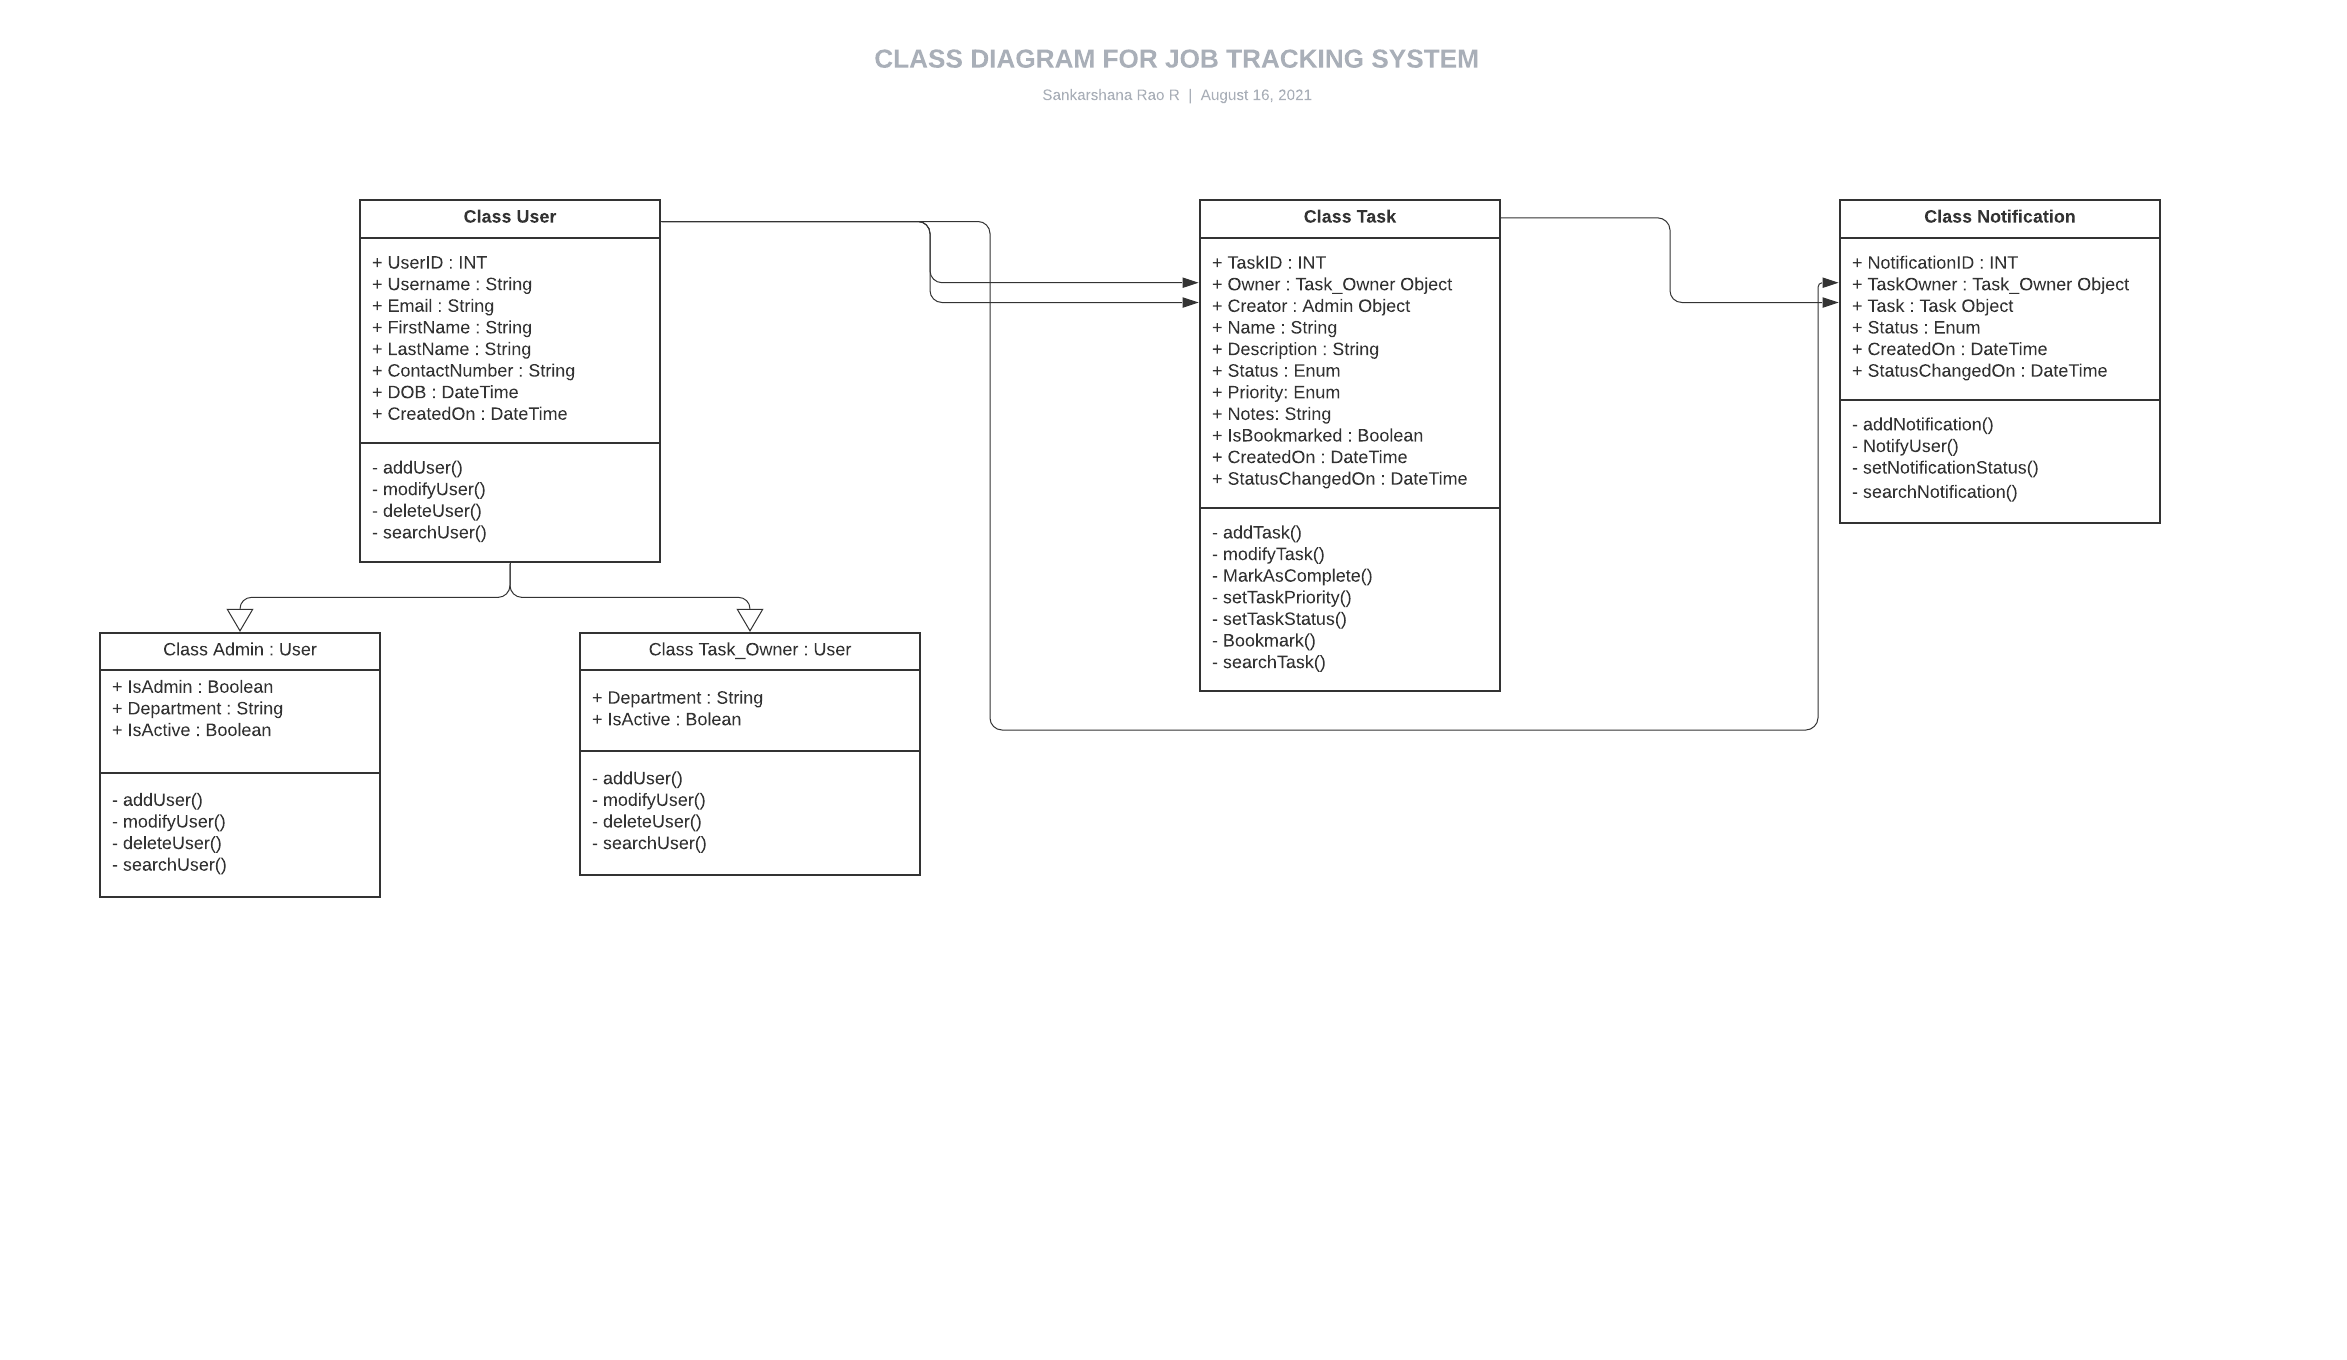 CLASS DIAGRAM FOR JOB TRACKING SYSTEM
Sankarshana Rao R | August 16, 2021
Class User
+ UserID : INT
+ Username : String
+ Email : String
+ FirstName : String
+ LastName : String
+ ContactNumber : String
+ DOB : DateTime
+ CreatedOn : DateTime
- addUser()
- modifyUser()
- deleteUser()
- searchUser()
Class Task
+ TaskID : INT
+ Owner : Task_Owner Object
+ Creator : Admin Object
+ Name : String
+ Description : String
+ Status : Enum
+ Priority: Enum
+ Notes: String
+ IsBookmarked : Boolean
+ CreatedOn : DateTime
+ StatusChangedOn : DateTime
- addTask()
- modifyTask()
- MarkAsComplete()
- setTaskPriority()
- setTaskStatus()
- Bookmark()
- searchTask()
Class Notification
+ NotificationID : INT
+ TaskOwner : Task_Owner Object
+ Task : Task Object
+ Status : Enum
+ CreatedOn : DateTime
+ StatusChangedOn : DateTime
- addNotification()
- NotifyUser()
- setNotificationStatus()
- searchNotification()
Class Admin : User
+ IsAdmin : Boolean
+ Department : String
+ IsActive : Boolean
- addUser()
- modifyUser()
- deleteUser()
- searchUser()
Class Task_Owner : User
+ Department : String
+ IsActive : Bolean
- addUser()
- modifyUser()
- deleteUser()
- searchUser()